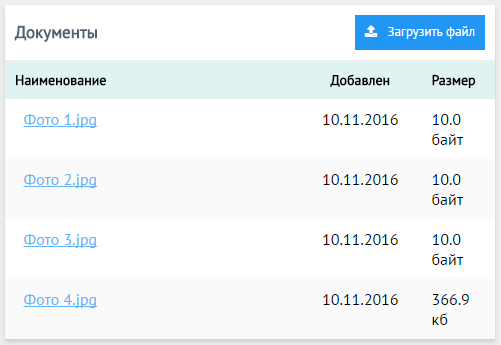 Документы
Загрузить файл
Наименование Добавлен Размер
Фото 1.jpg 10.11.2016 10.0
байт
Фото 2.jpg 10.11.2016 10.0
байт
Фото 3.jpg 10.11.2016 10.0
байт
Фото 4.jpg 10.11.2016 366.9
кб